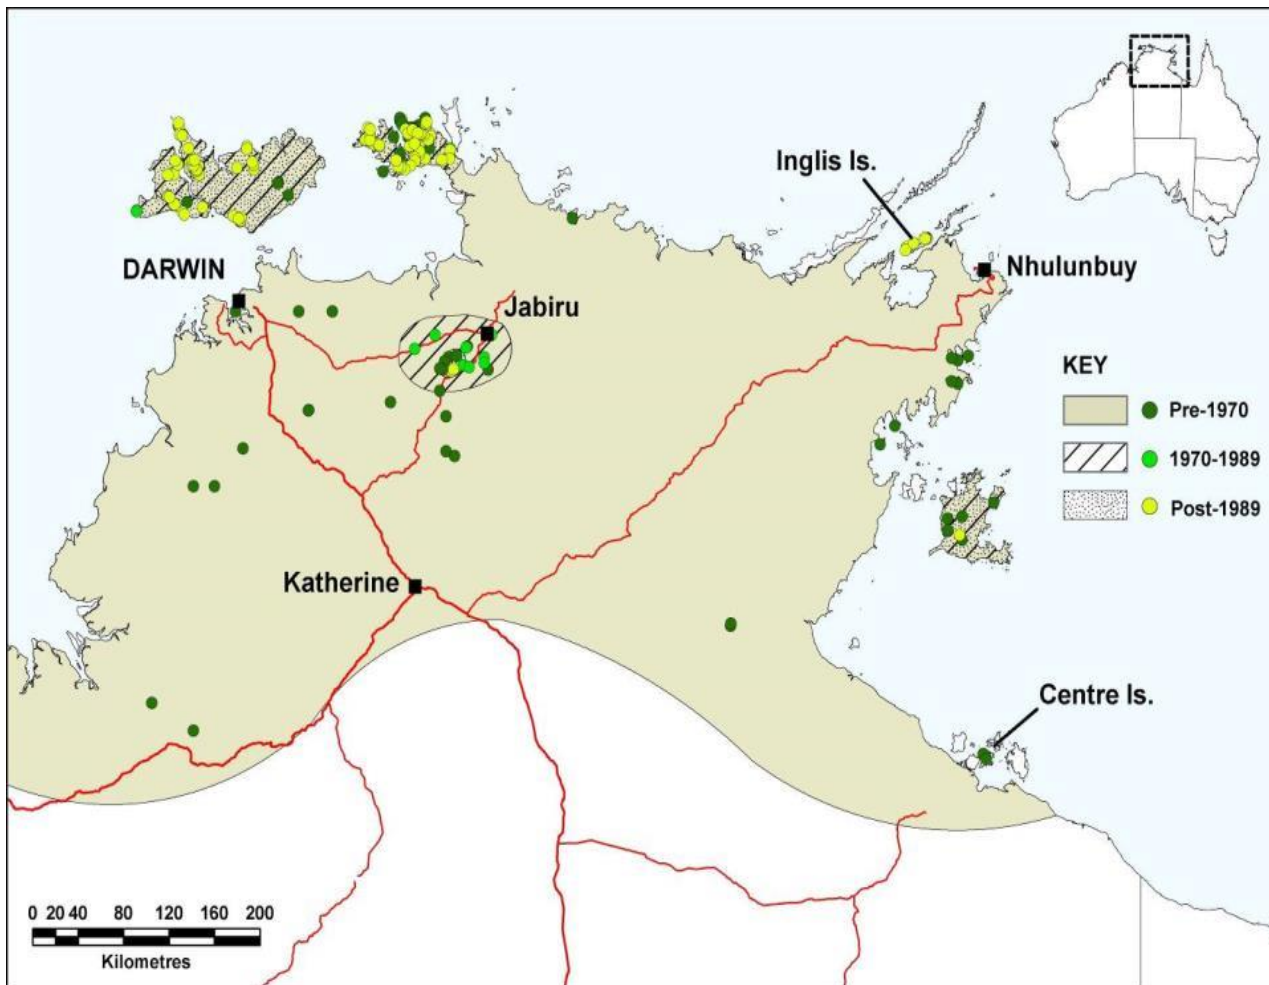 Inglis Is.
DARWIN
Nhulunbuy
Jabiru
KEY
Pre-1970
1970-1989
Post-1989
Katherine
Centre Is.
0 20 40 80 120 160 200
Kilometres